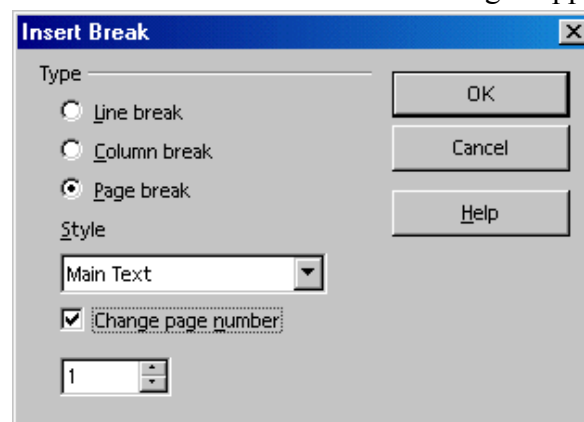 Insert Break
Type
Line break
Column break
Page break
Style
Main Text
Change page number
1
OK
Cancel
Help